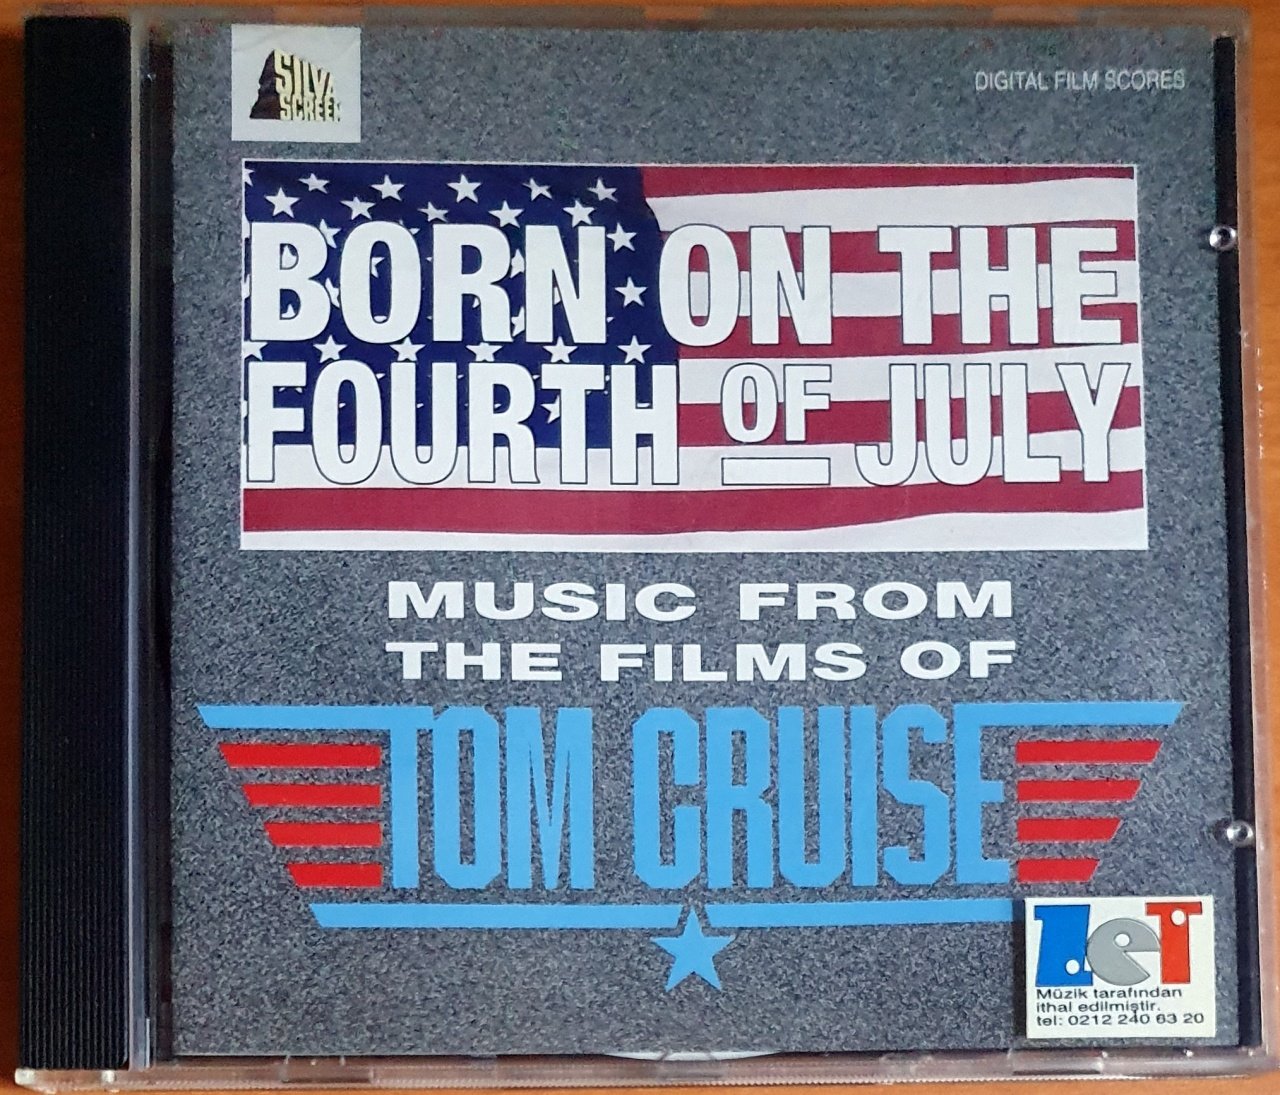 SILVA
SCREEN
DIGITAL FILM SCORES
BORN ON THE
FOURTH OF JULY
MUSIC FROM
THE FILMS OF
TOM CRUISE
ZeT
Müzik tarafından
ithal edilmiştir.
tel: 0212 240 63 20